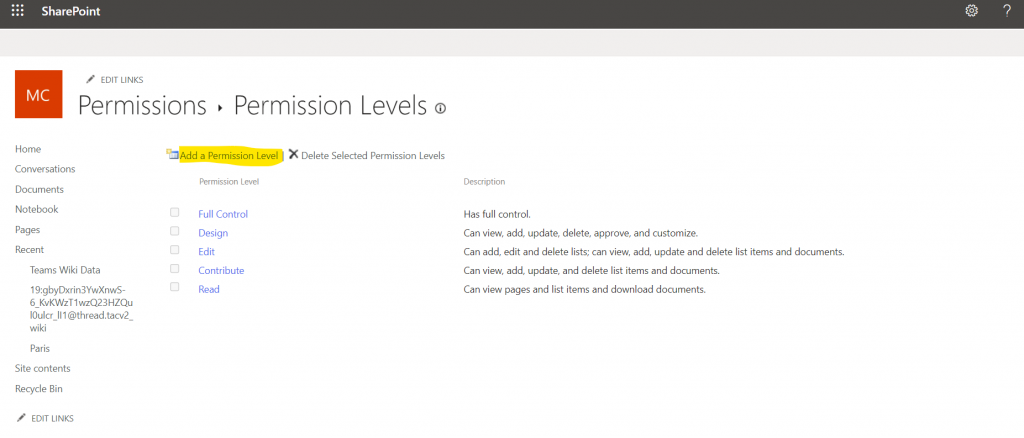 SharePoint
?
EDIT LINKS
MC
Permissions ▸ Permission Levels
Home
Conversations
Documents
Notebook
Pages
Recent
Teams Wiki Data
19:gbyDxrin3YwXnwS-
6_KvKWzT1wzQ23HZQu
l0ulcr_lI1@thread.tacv2_
wiki
Paris
Site contents
Recycle Bin
EDIT LINKS
Add a Permission Level | Delete Selected Permission Levels
Permission Level Description
Full Control Has full control.
Design Can view, add, update, delete, approve, and customize.
Edit Can add, edit and delete lists; can view, add, update and delete list items and documents.
Contribute Can view, add, update, and delete list items and documents.
Read Can view pages and list items and download documents.